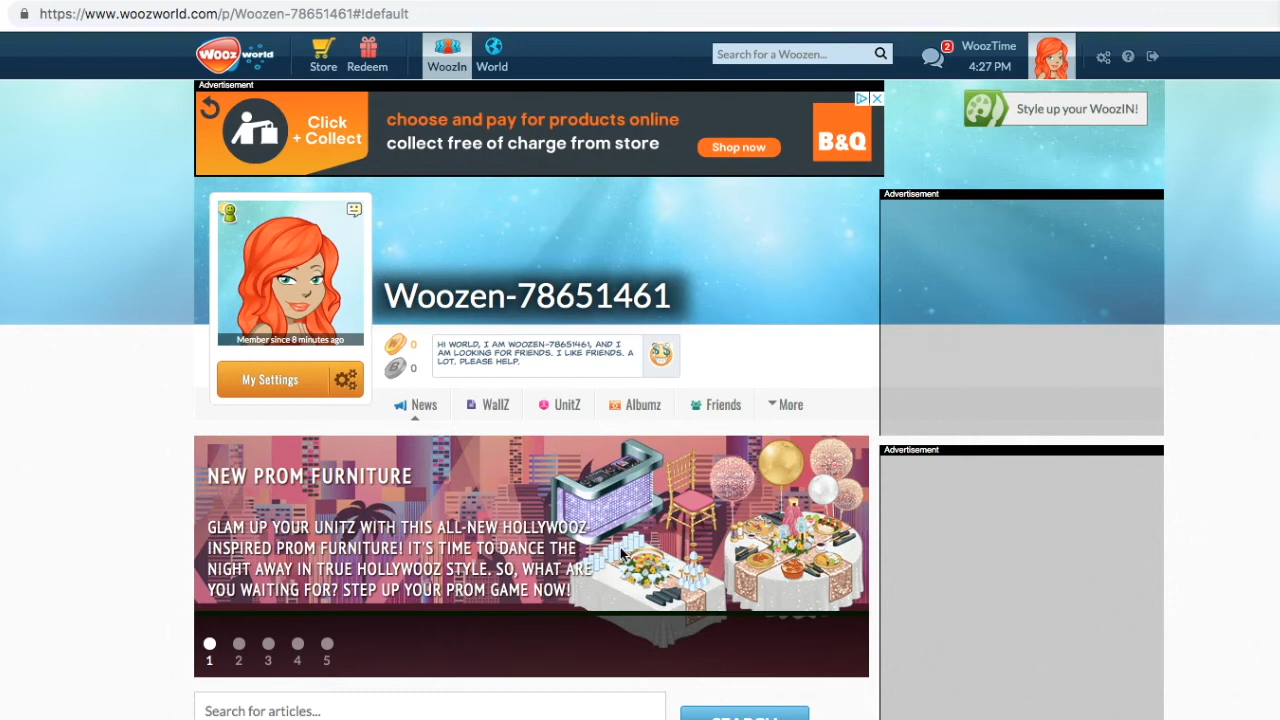 https://www.woozworld.com/p/Woozen-78651461#!default
Wooz world
Store
Redeem
WoozIn
World
Search for a Woozen...
2
WoozTime
4:27 PM
Advertisement
Click
+ Collect
choose and pay for products online
collect free of charge from store
Shop now
B&Q
Style up your WoozIN!
Advertisement
Woozen-78651461
Member since 8 minutes ago
My Settings
W 0
B 0
HI WORLD, I AM WOOZEN-78651461, AND I
AM LOOKING FOR FRIENDS. I LIKE FRIENDS. A
LOT. PLEASE HELP.
News
WallZ
UnitZ
Albumz
Friends
More
NEW PROM FURNITURE
GLAM UP YOUR UNITZ WITH THIS ALL-NEW HOLLYWOOZ-
INSPIRED PROM FURNITURE! IT'S TIME TO DANCE THE
NIGHT AWAY IN TRUE HOLLYWOOZ STYLE. SO, WHAT ARE
YOU WAITING FOR? STEP UP YOUR PROM GAME NOW!
1 2 3 4 5
Advertisement
Search for articles...
SEARCH